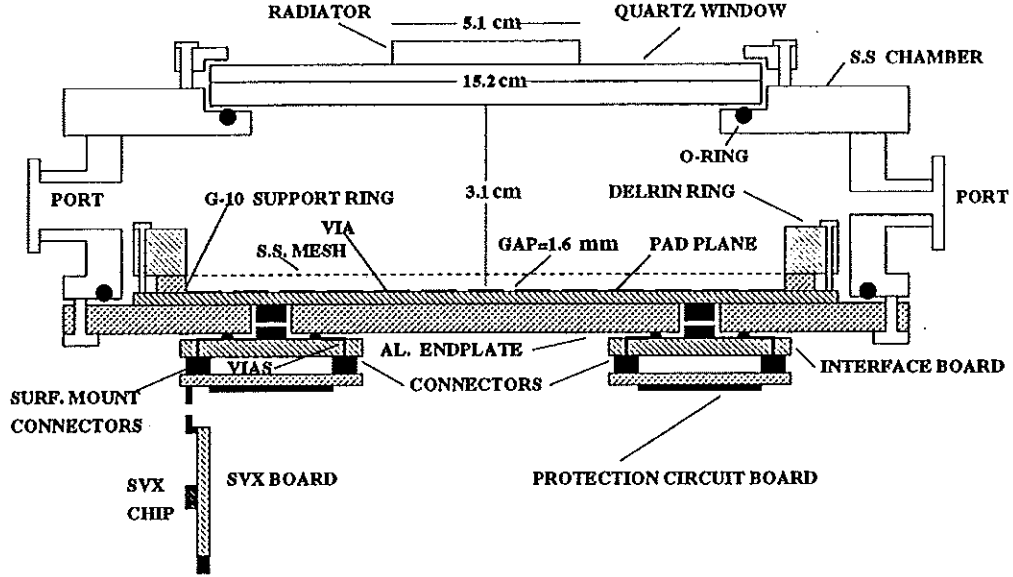 RADIATOR
5.1 cm
QUARTZ WINDOW
S.S CHAMBER
15.2 cm
O-RING
3.1 cm
DELRIN RING
PORT
G-10 SUPPORT RING
PORT
VIA
S.S. MESH
GAP=1.6 mm
PAD PLANE
AL. ENDPLATE
INTERFACE BOARD
VIAS
CONNECTORS
SURF. MOUNT
CONNECTORS
SVX BOARD
PROTECTION CIRCUIT BOARD
SVX
CHIP